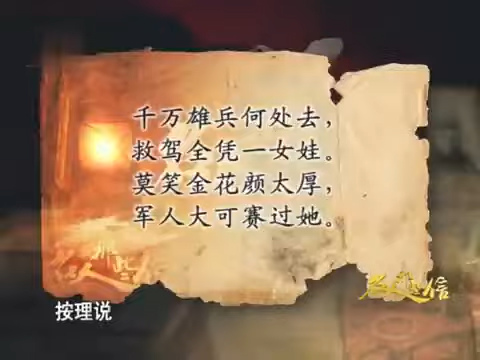 千万雄兵何处去，
救驾全凭一女娃。
莫笑金花颜太厚，
军人大可赛过她。
按理说